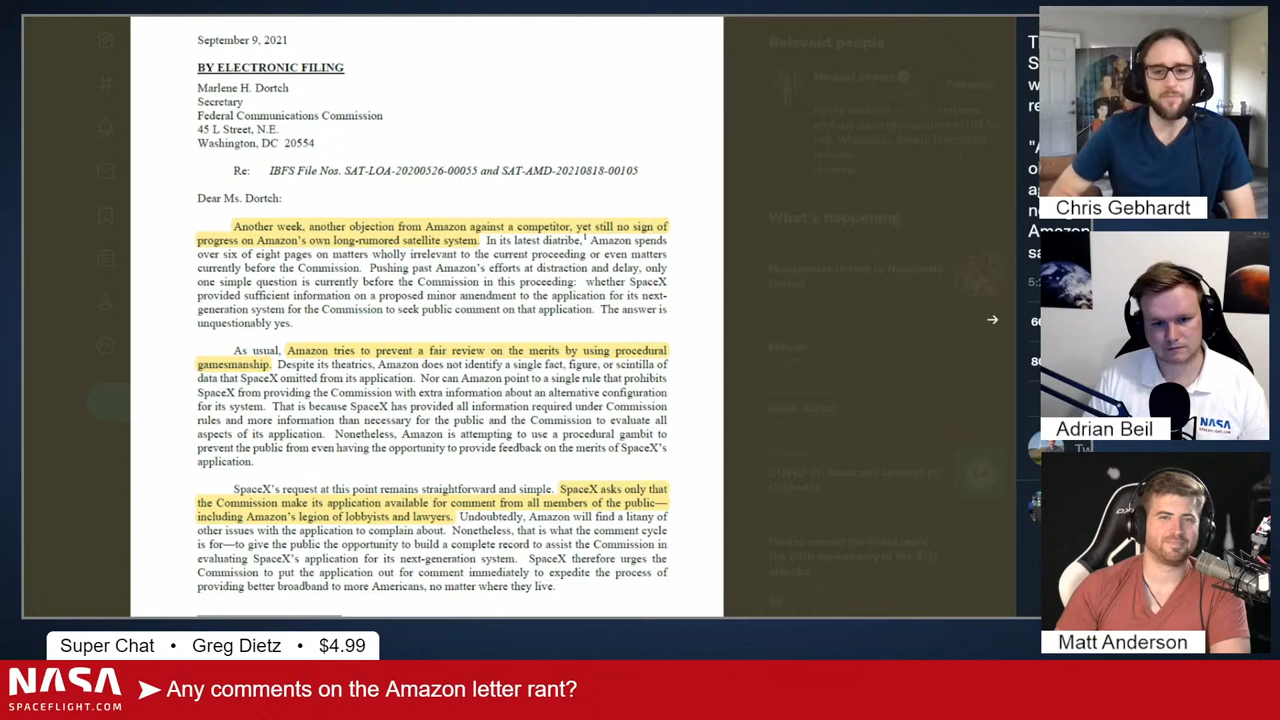 September 9, 2021
BY ELECTRONIC FILING
Marlene H. Dortch
Secretary
Federal Communications Commission
45 L Street, N.E.
Washington, DC 20554
Re: IBFS File Nos. SAT-LOA-20200526-00055 and SAT-AMD-20210818-00105
Dear Ms. Dortch:
Another week, another objection from Amazon against a competitor, yet still no sign of
progress on Amazon's own long-rumored satellite system. In its latest diatribe,1 Amazon spends
over six of eight pages on matters wholly irrelevant to the current proceeding or even matters
currently before the Commission. Pushing past Amazon's efforts at distraction and delay, only
one simple question is currently before the Commission in this proceeding: whether SpaceX
provided sufficient information on a proposed minor amendment to the application for its next-
generation system for the Commission to seek public comment on that application. The answer is
unquestionably yes.
As usual, Amazon tries to prevent a fair review on the merits by using procedural
gamesmanship. Despite its theatrics, Amazon does not identify a single fact, figure, or scintilla of
data that SpaceX omitted from its application. Nor can Amazon point to a single rule that prohibits
SpaceX from providing the Commission with extra information about an alternative configuration
for its system. That is because SpaceX has provided all information required under Commission
rules and more information than necessary for the public and the Commission to evaluate all
aspects of its application. Nonetheless, Amazon is attempting to use a procedural gambit to
prevent the public from even having the opportunity to provide feedback on the merits of SpaceX's
application.
SpaceX's request at this point remains straightforward and simple. SpaceX asks only that
the Commission make its application available for comment from all members of the public—
including Amazon's legion of lobbyists and lawyers. Undoubtedly, Amazon will find a litany of
other issues with the application to complain about. Nonetheless, that is what the comment cycle
is for—to give the public the opportunity to build a complete record to assist the Commission in
evaluating SpaceX's application for its next-generation system. SpaceX therefore urges the
Commission to put the application out for comment immediately to expedite the process of
providing better broadband to more Americans, no matter where they live.
Relevant people
What's happening
Amazon
Tw
Chris Gebhardt
Adrian Beil
NASA
SPACEFLIGHT.COM
Matt Anderson
Super Chat • Greg Dietz • $4.99
NASA
SPACEFLIGHT.COM
Any comments on the Amazon letter rant?